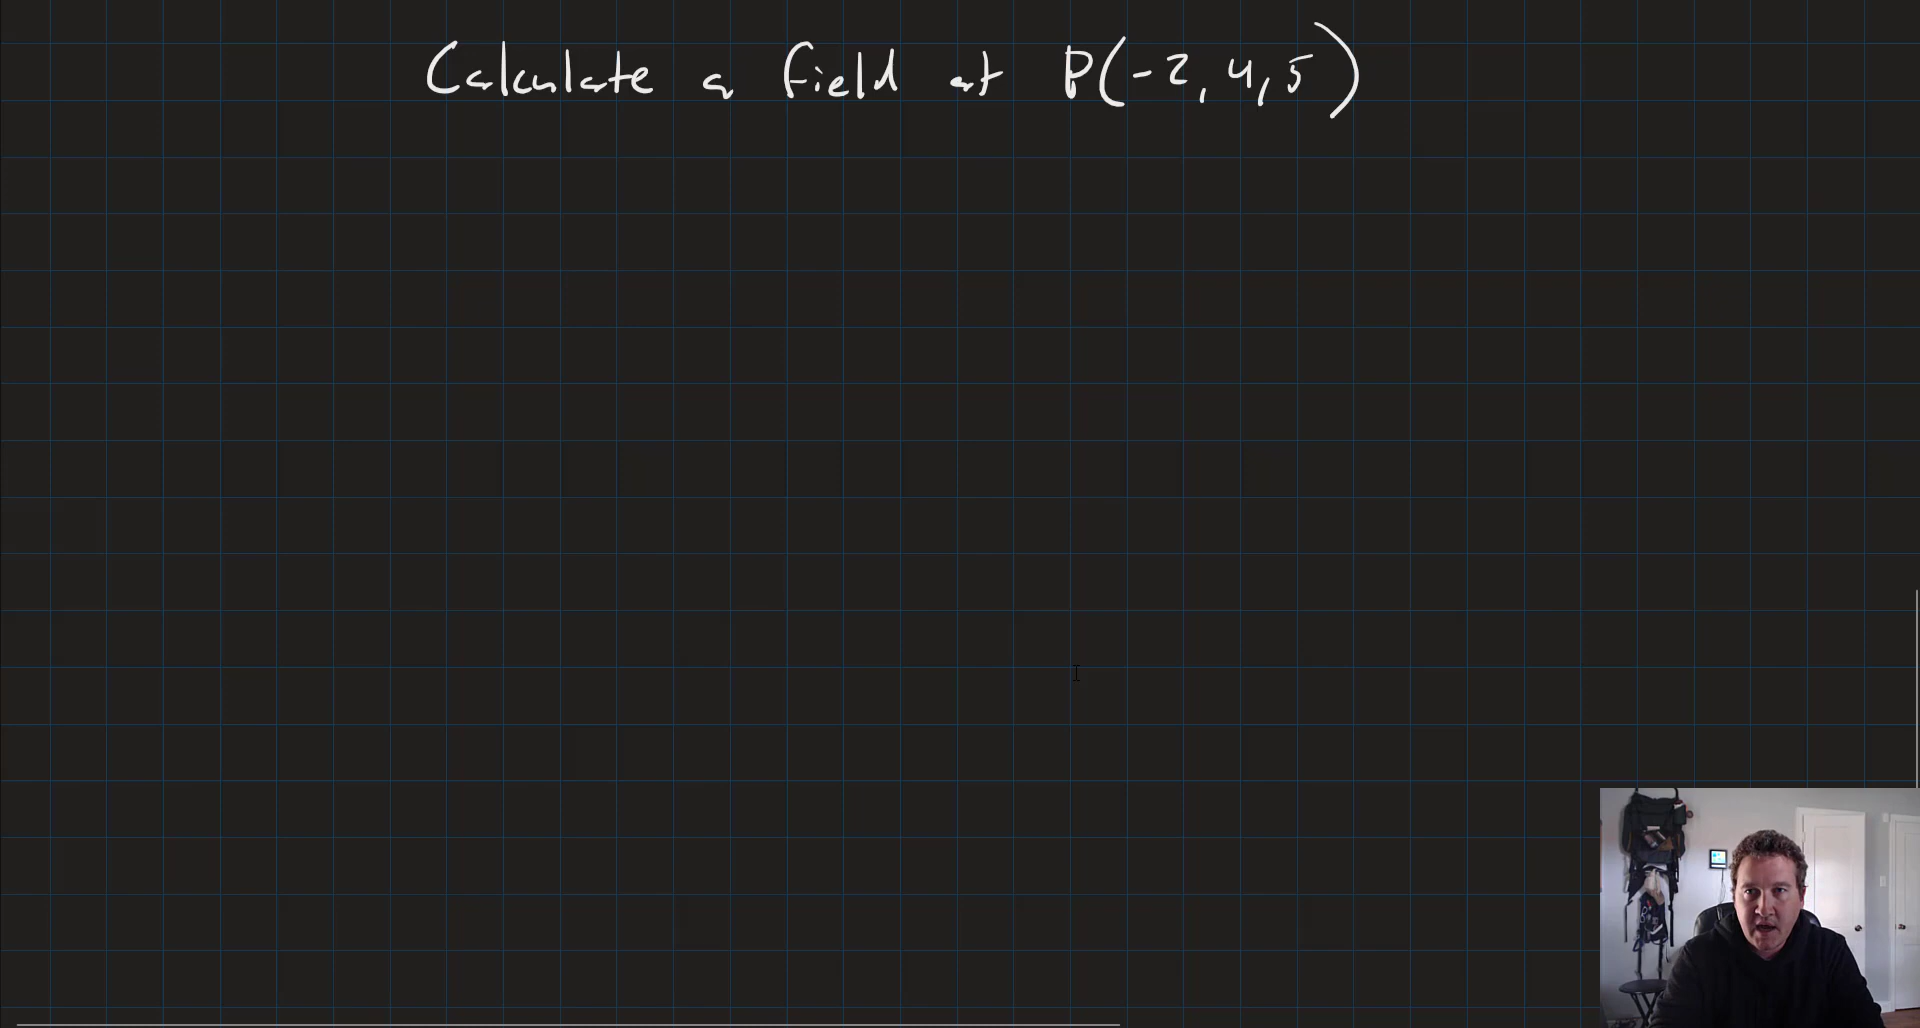 Calculate a field at P(-2, 4, 5)